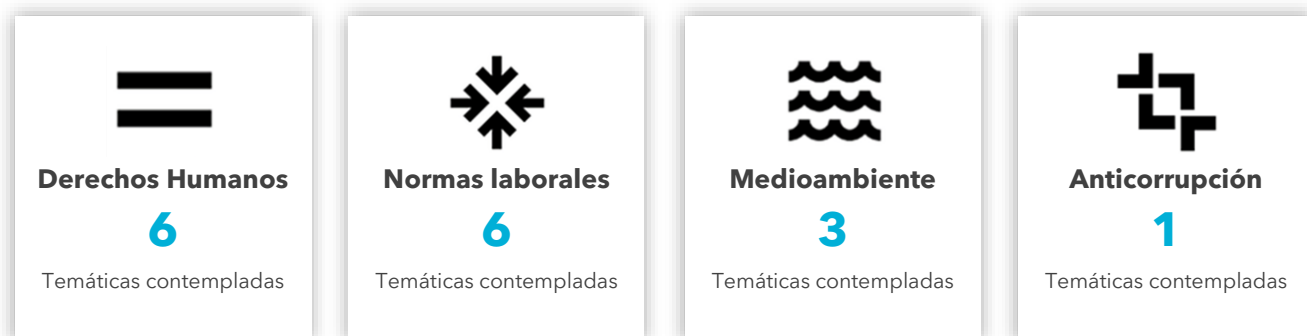 Derechos Humanos
6
Temáticas contempladas
Normas laborales
6
Temáticas contempladas
Medioambiente
3
Temáticas contempladas
Anticorrupción
1
Temáticas contempladas